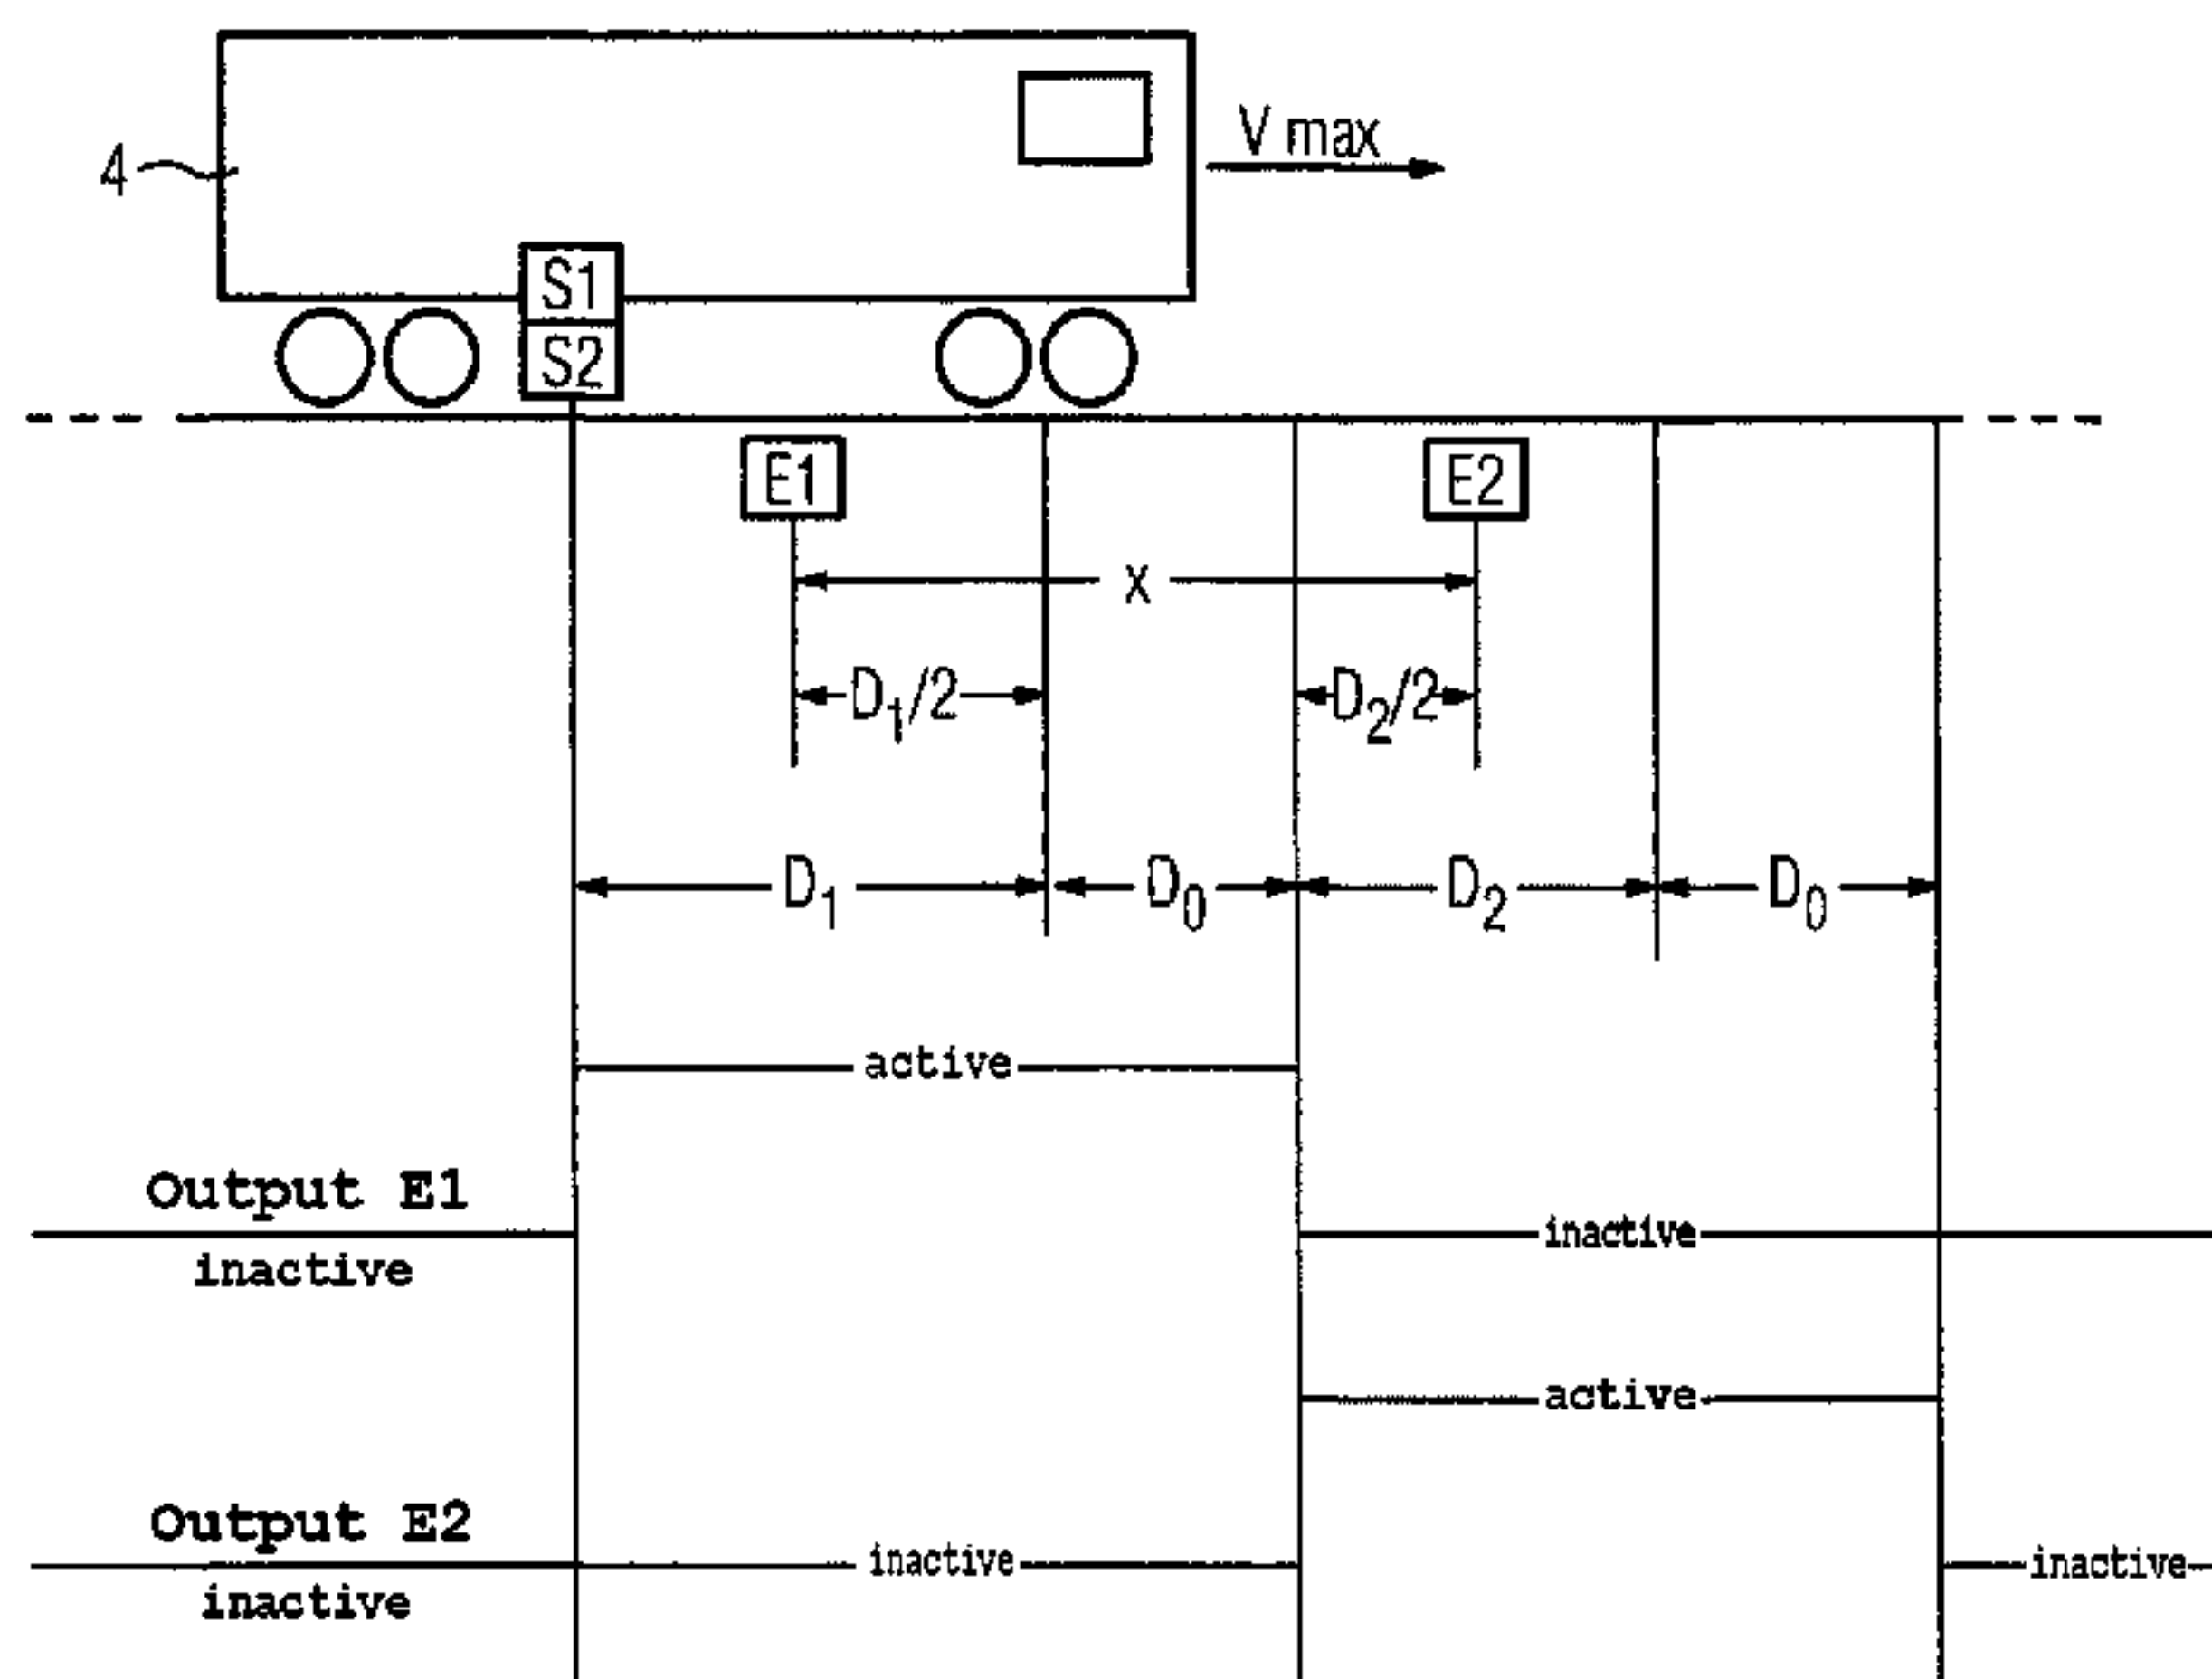 4
V max
S1
S2
E1
E2
x
D1/2
D2/2
D1
D0
D2
D0
active
Output E1
inactive
inactive
active
Output E2
inactive
inactive
inactive